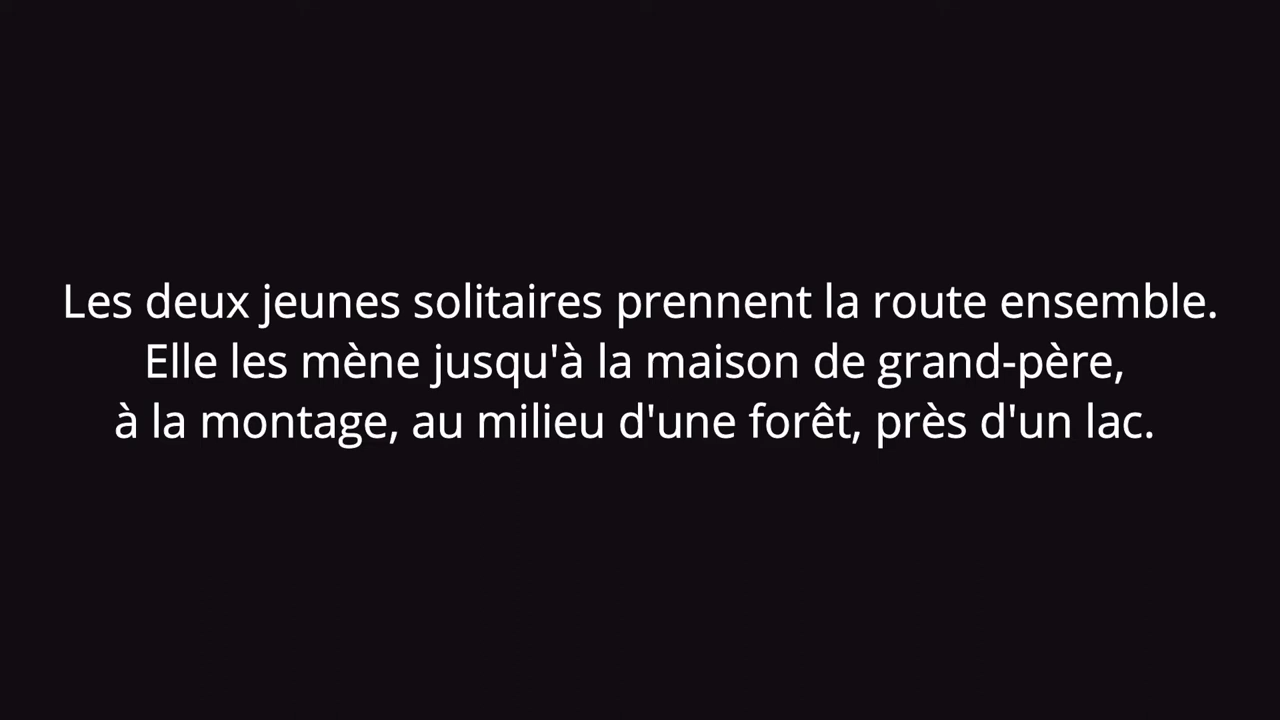 Les deux jeunes solitaires prennent la route ensemble.
Elle les mène jusqu'à la maison de grand-père,
à la montage, au milieu d'une forêt, près d'un lac.